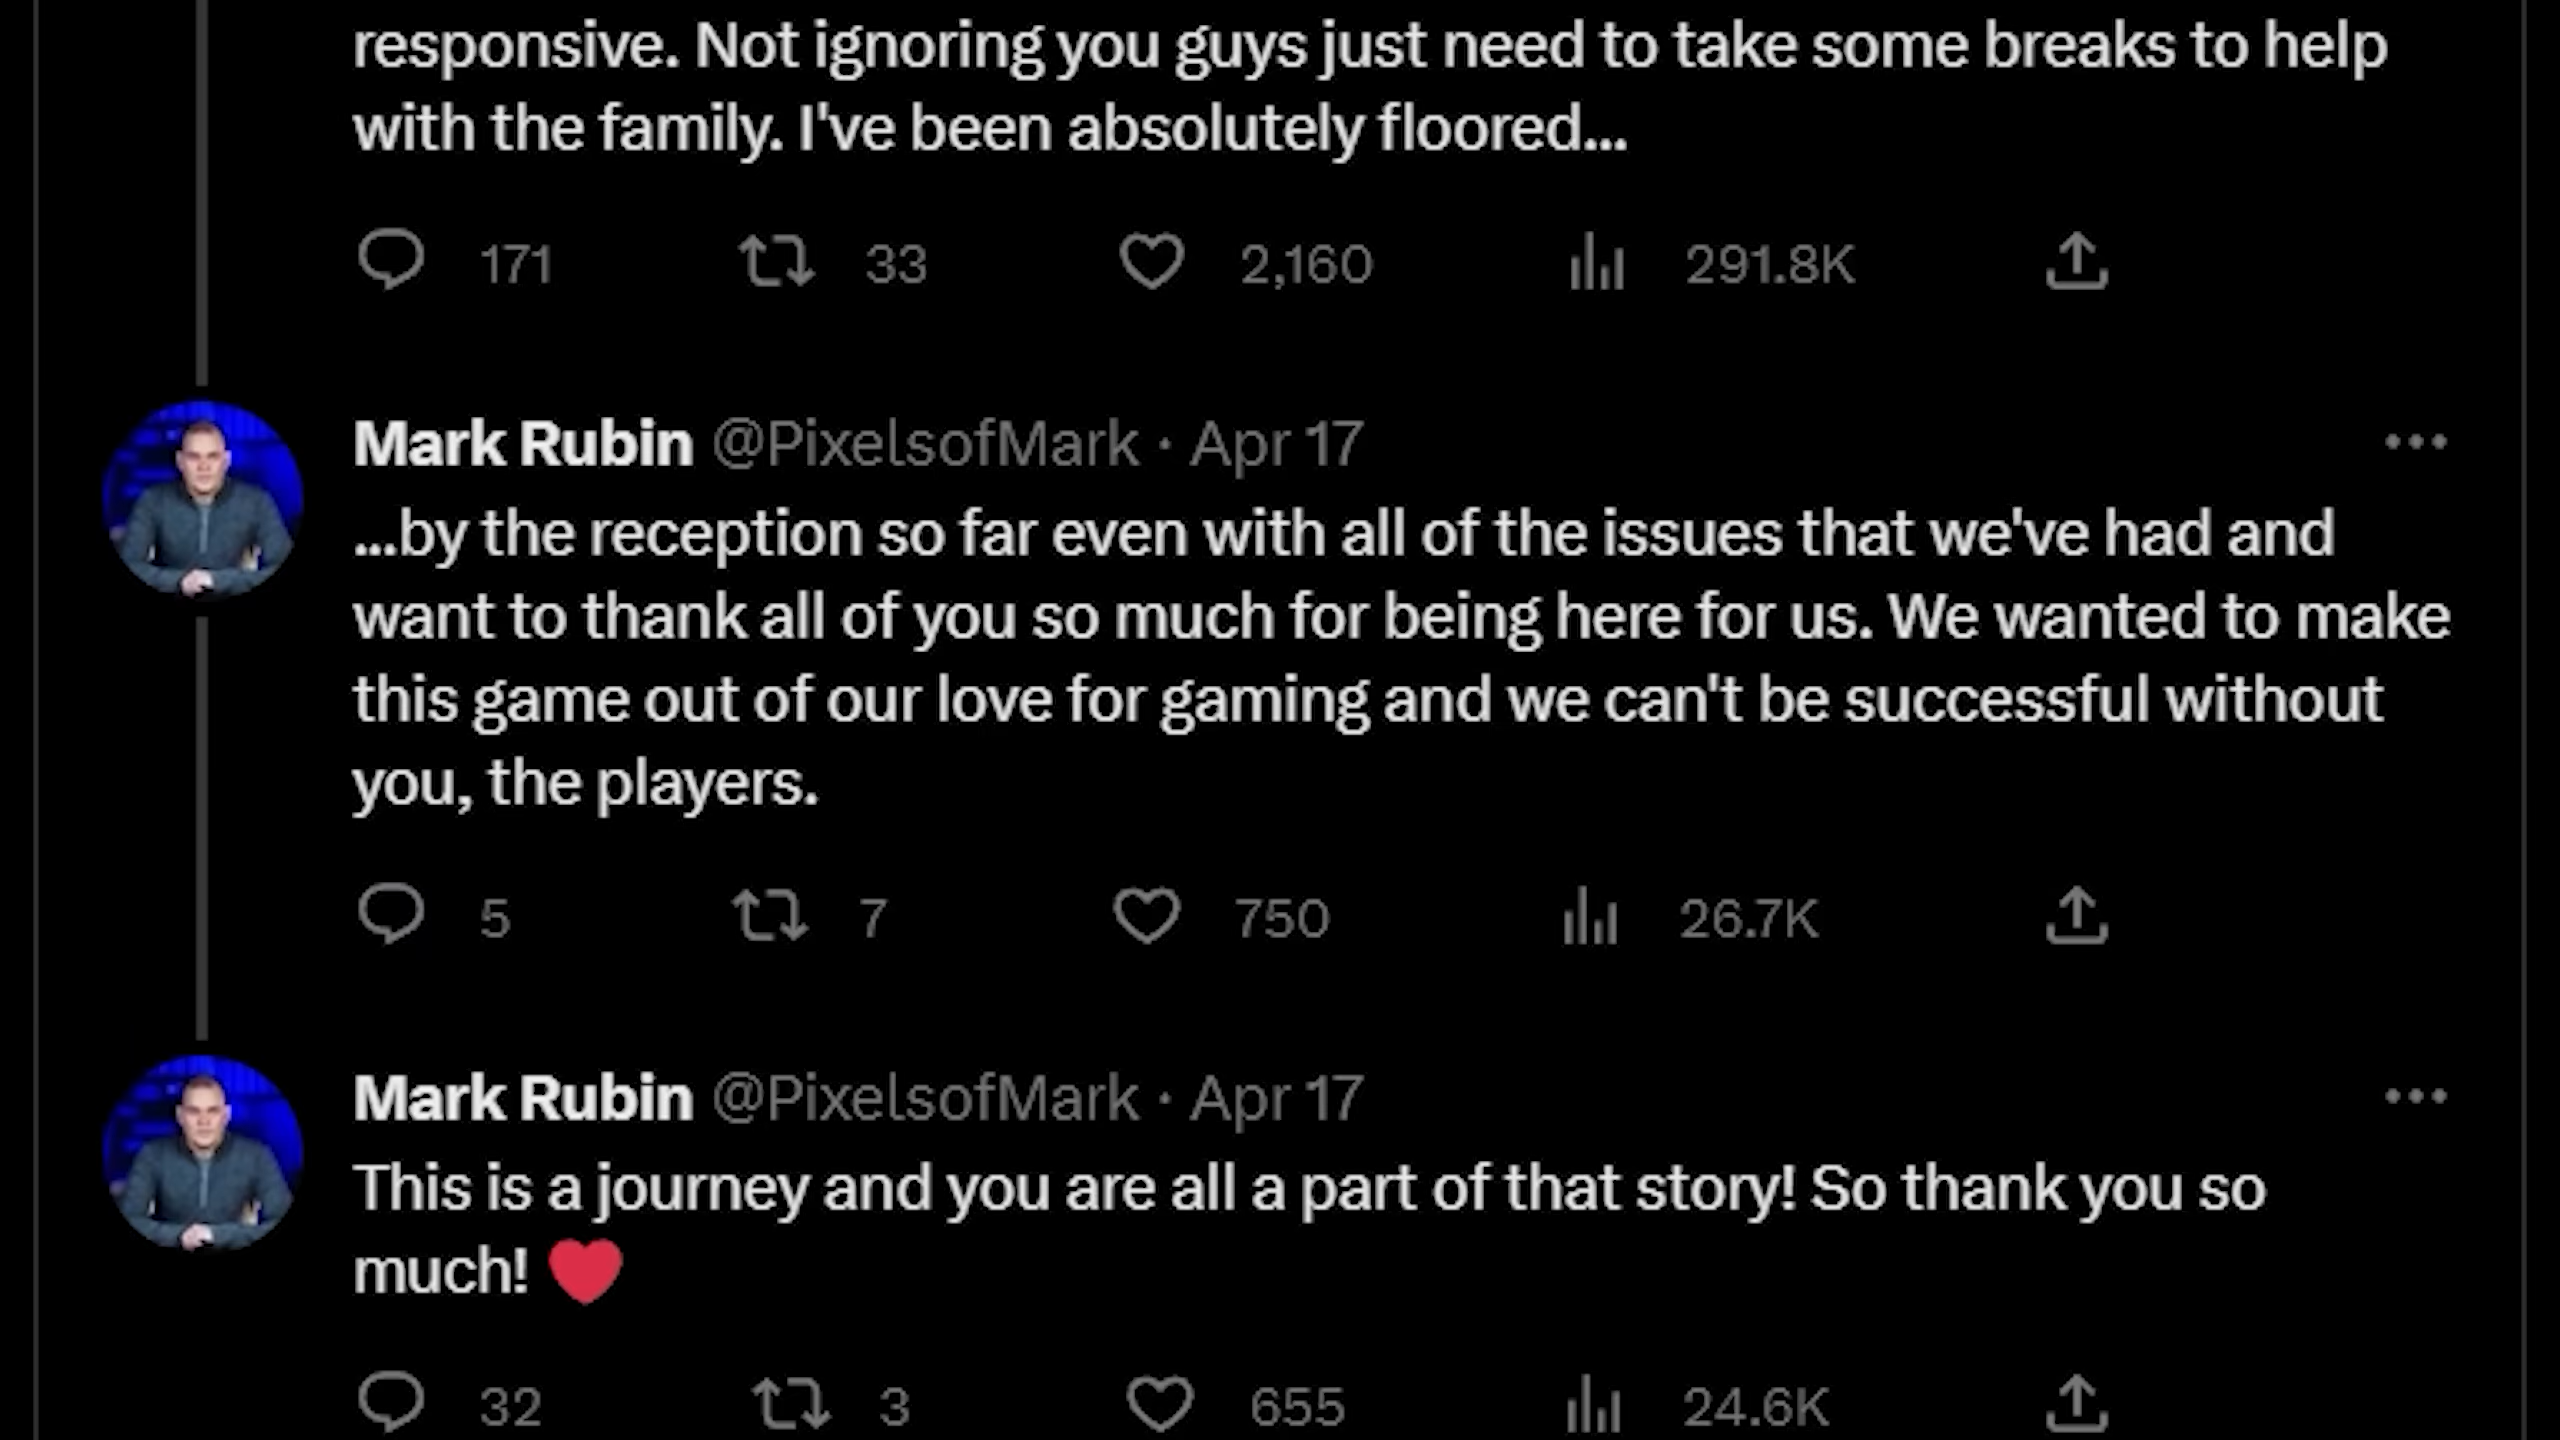 responsive. Not ignoring you guys just need to take some breaks to help
with the family. I've been absolutely floored...
171 33 2,160 291.8K
Mark Rubin @PixelsofMark · Apr 17
...by the reception so far even with all of the issues that we've had and
want to thank all of you so much for being here for us. We wanted to make
this game out of our love for gaming and we can't be successful without
you, the players.
5 7 750 26.7K
Mark Rubin @PixelsofMark · Apr 17
This is a journey and you are all a part of that story! So thank you so
much! ❤️
32 3 655 24.6K